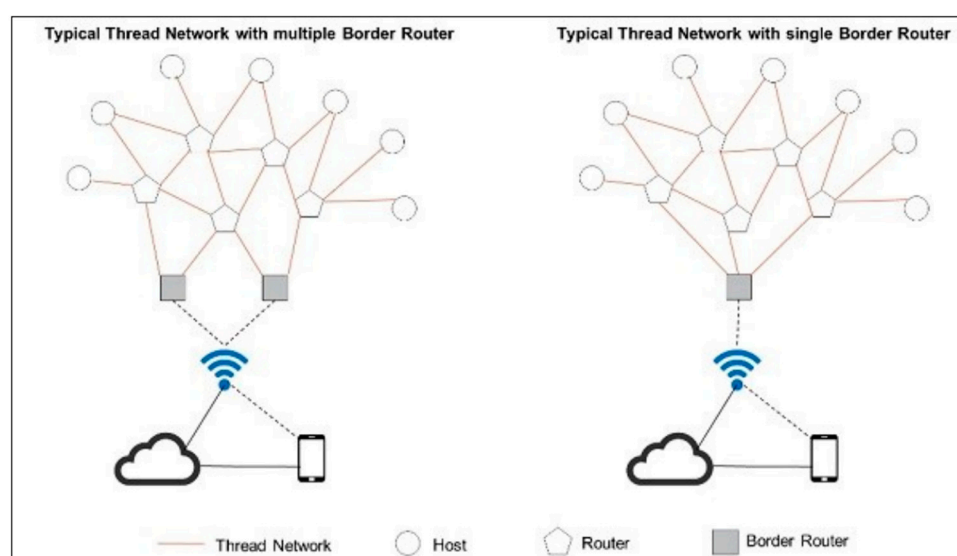 Typical Thread Network with multiple Border Router
Typical Thread Network with single Border Router
Thread Network
Host
Router
Border Router